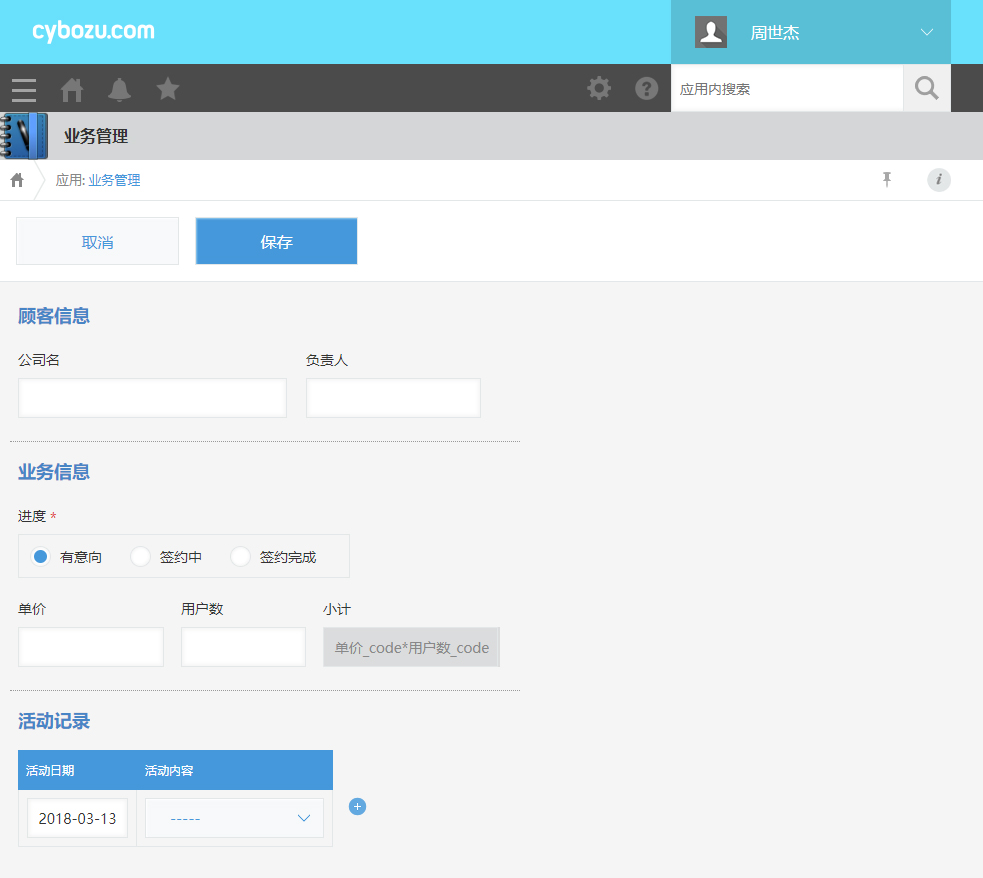 cybozu.com
周世杰
应用内搜索
业务管理
应用: 业务管理
取消 保存
顾客信息
公司名 负责人
业务信息
进度 *
有意向 签约中 签约完成
单价 用户数 小计
单价_code*用户数_code
活动记录
活动日期 活动内容
2018-03-13 -----